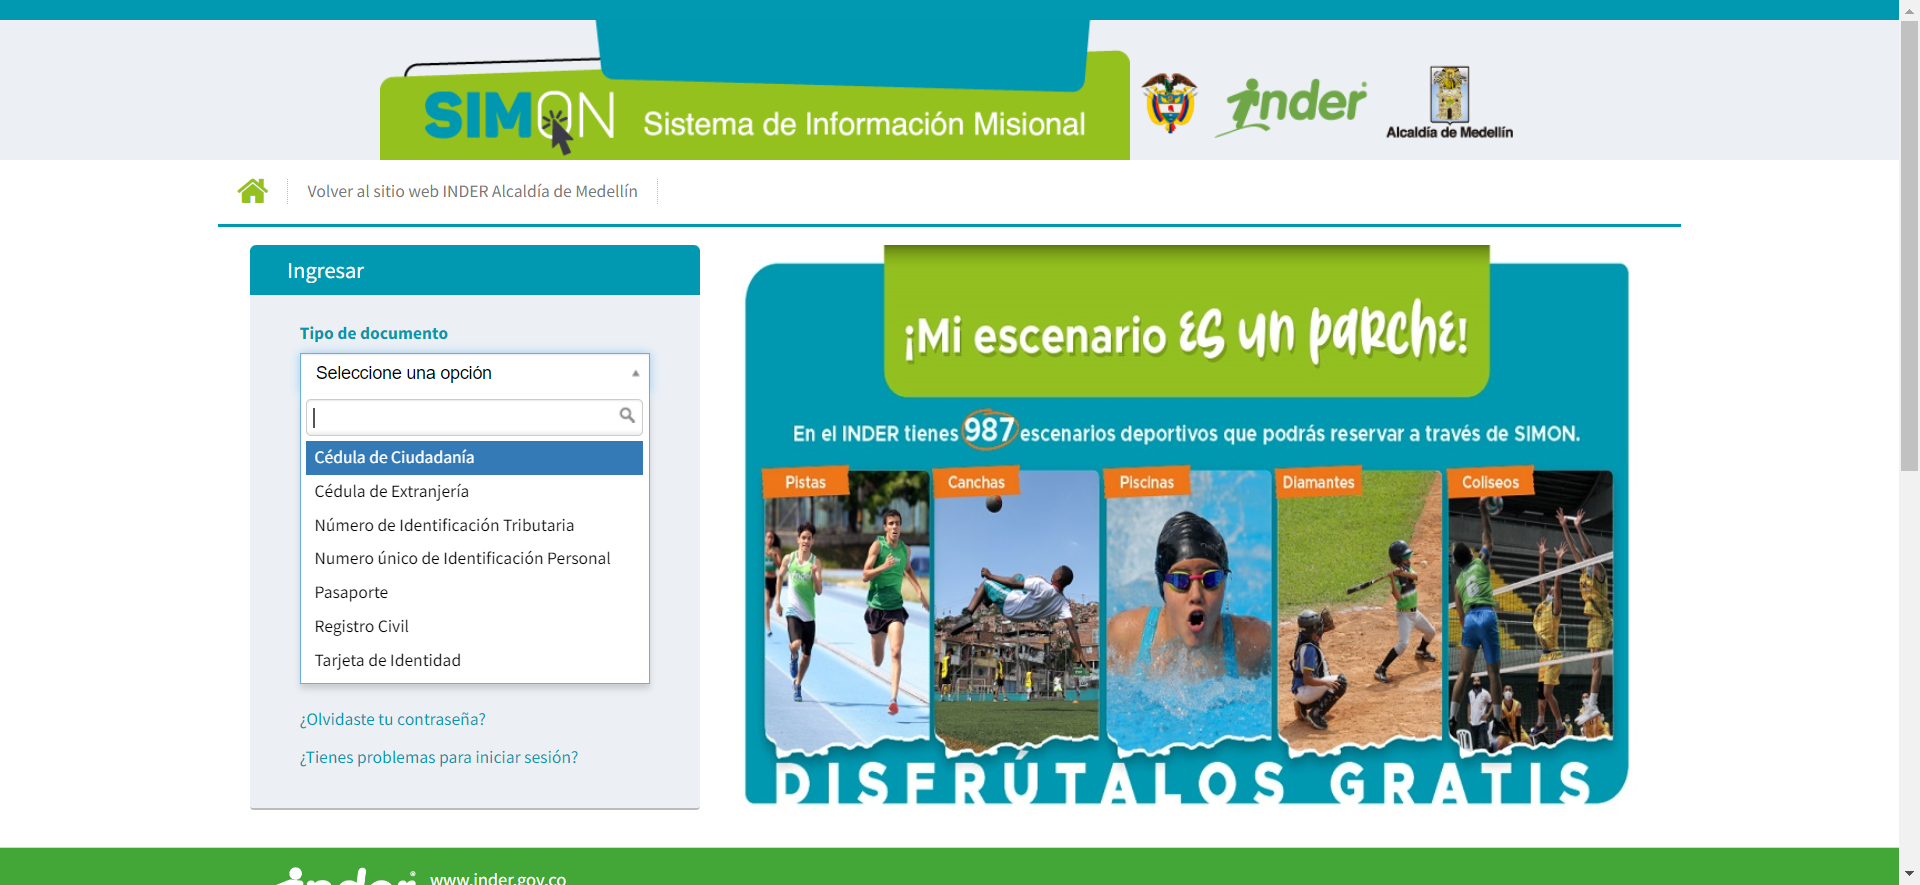 SIMON Sistema de Información Misional
inder
Alcaldía de Medellín
Volver al sitio web INDER Alcaldía de Medellín
Ingresar
Tipo de documento
Seleccione una opción
Cédula de Ciudadanía
Cédula de Extranjería
Número de Identificación Tributaria
Numero único de Identificación Personal
Pasaporte
Registro Civil
Tarjeta de Identidad
¿Olvidaste tu contraseña?
¿Tienes problemas para iniciar sesión?
¡Mi escenario es un parche!
En el INDER tienes 987 escenarios deportivos que podrás reservar a través de SIMON.
Pistas
Canchas
Piscinas
Diamantes
Coliseos
DISFRÚTALOS GRATIS
inder
www.inder.gov.co